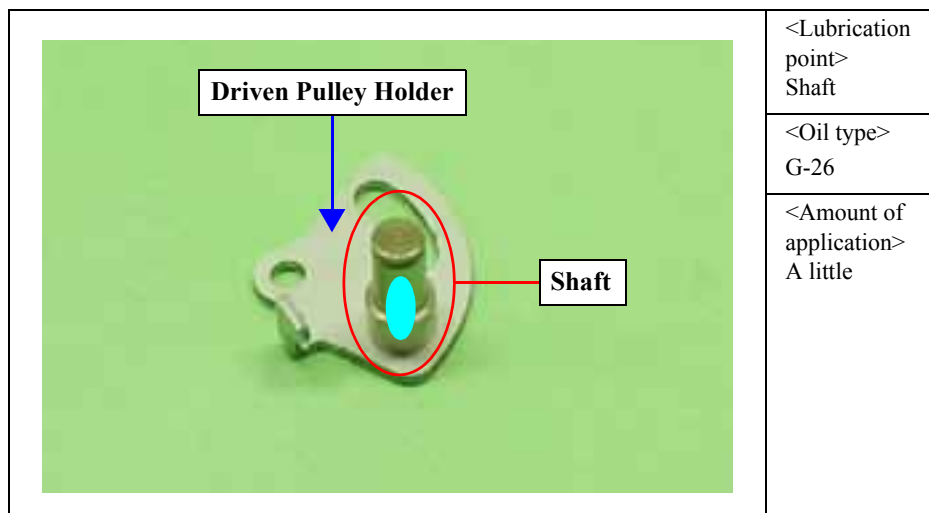 Driven Pulley Holder
Shaft
<Lubrication
point>
Shaft
<Oil type>
G-26
<Amount of
application>
A little